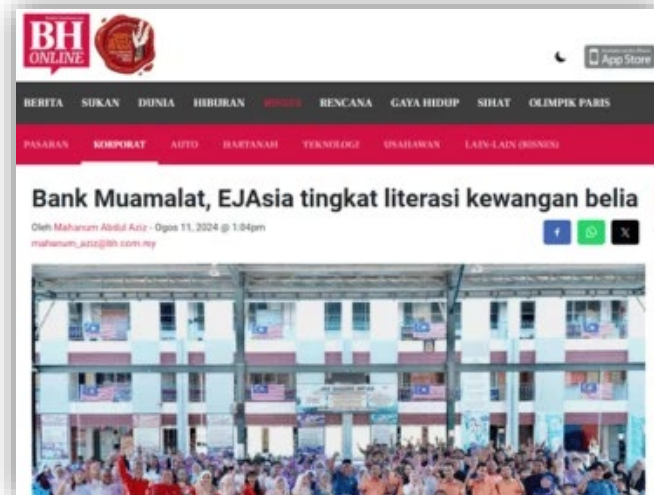 BH
ONLINE
App Store
BERITA SUKAN DUNIA HIBURAN BISNES RENCANA GAYA HIDUP SIHAT OLIMPIK PARIS
PASARAN KORPORAT AUTO HARTANAH TEKNOLOGI USAHAWAN LAIN-LAIN (BISNES)
Bank Muamalat, EJAsia tingkat literasi kewangan belia
Oleh Mahanum Abdul Aziz - Ogos 11, 2024 @ 1:04pm
mahanum_aziz@bh.com.my